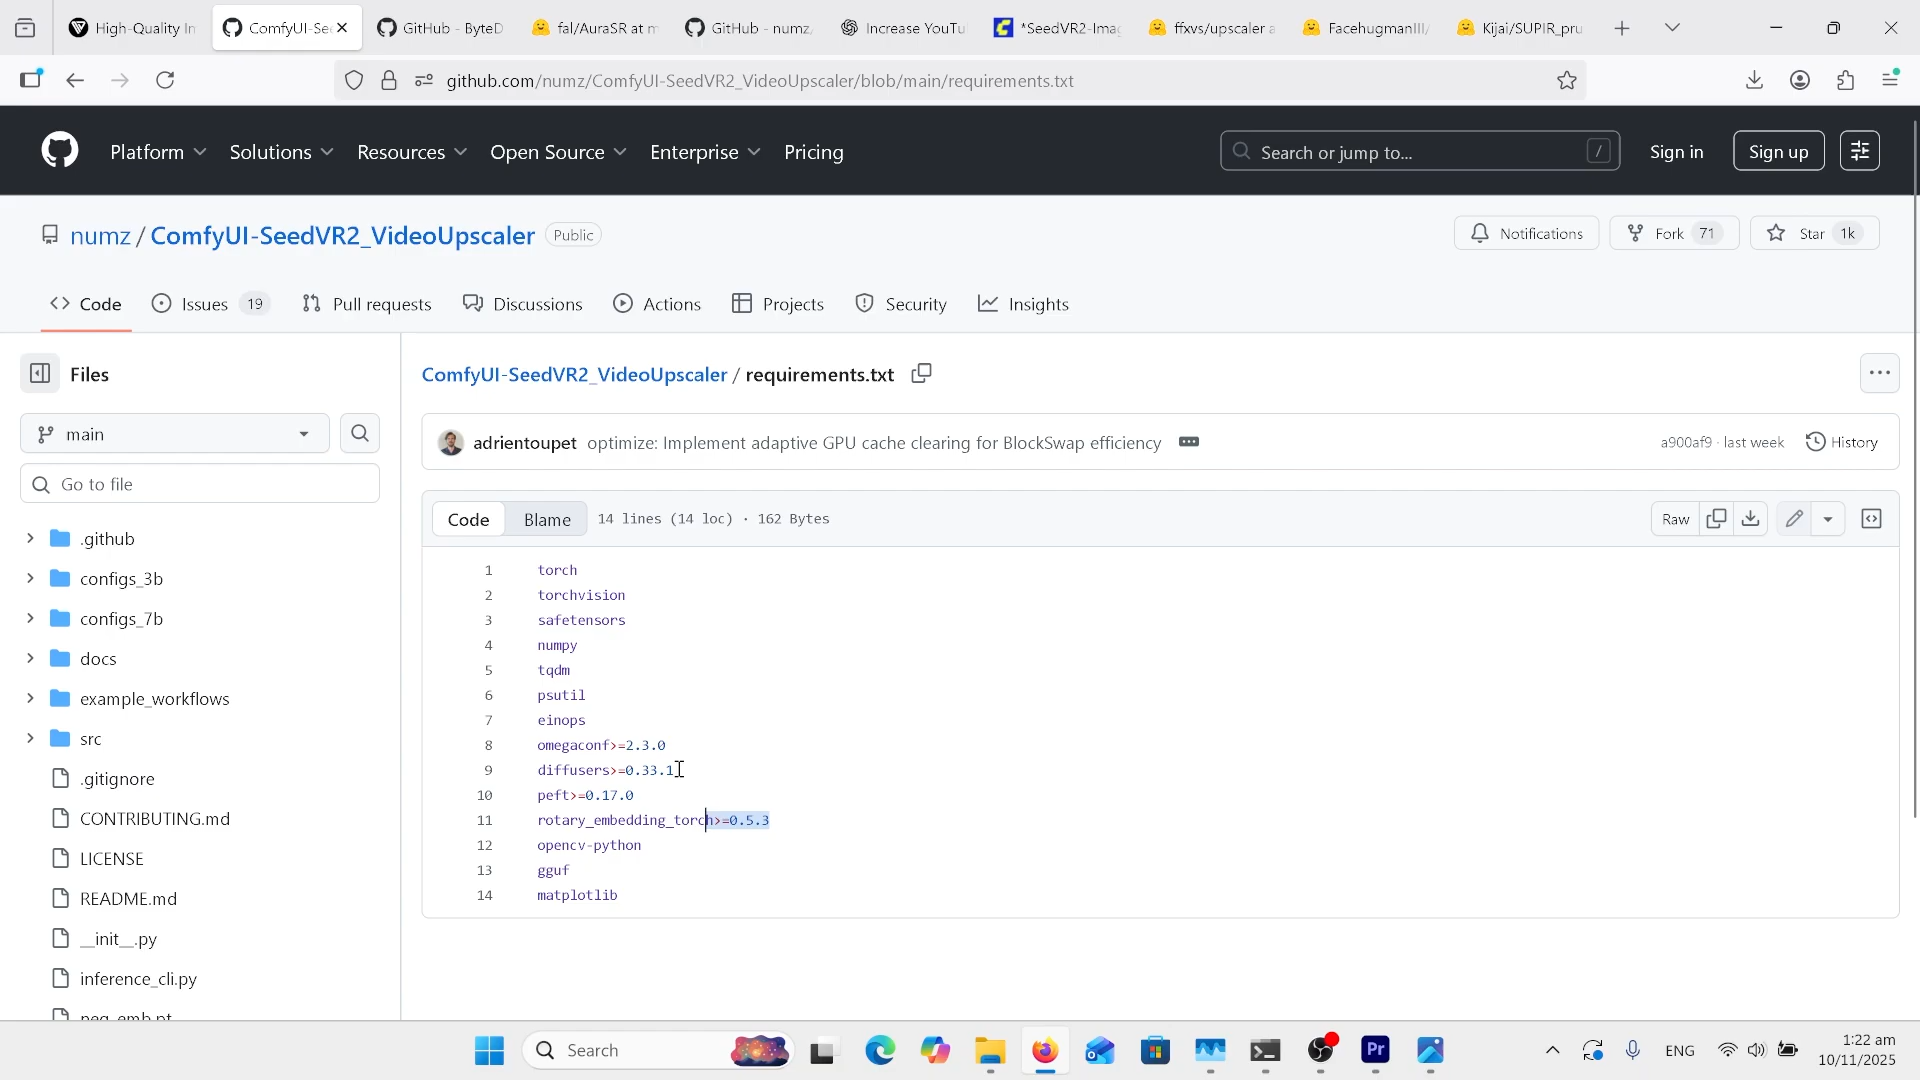 High-Quality In
ComfyUI-See
GitHub - ByteD
fal/AuraSR at m
GitHub - numz,
Increase YouTu
*SeedVR2-Imag
ffxvs/upscaler a
FacehugmanIII/
Kijai/SUPIR_pru
github.com/numz/ComfyUI-SeedVR2_VideoUpscaler/blob/main/requirements.txt
Platform
Solutions
Resources
Open Source
Enterprise
Pricing
Search or jump to...
/
Sign in
Sign up
numz / ComfyUI-SeedVR2_VideoUpscaler
Public
Notifications
Fork 71
Star 1k
Code
Issues 19
Pull requests
Discussions
Actions
Projects
Security
Insights
Files
main
Go to file
.github
configs_3b
configs_7b
docs
example_workflows
src
.gitignore
CONTRIBUTING.md
LICENSE
README.md
__init__.py
inference_cli.py
neg_emb.pt
ComfyUI-SeedVR2_VideoUpscaler / requirements.txt
adrientoupet optimize: Implement adaptive GPU cache clearing for BlockSwap efficiency
a900af9 · last week
History
Code
Blame
14 lines (14 loc) · 162 Bytes
Raw
1 torch
2 torchvision
3 safetensors
4 numpy
5 tqdm
6 psutil
7 einops
8 omegaconf>=2.3.0
9 diffusers>=0.33.1
10 peft>=0.17.0
11 rotary_embedding_torch>=0.5.3
12 opencv-python
13 gguf
14 matplotlib
Search
Pr
ENG
1:22 am
10/11/2025